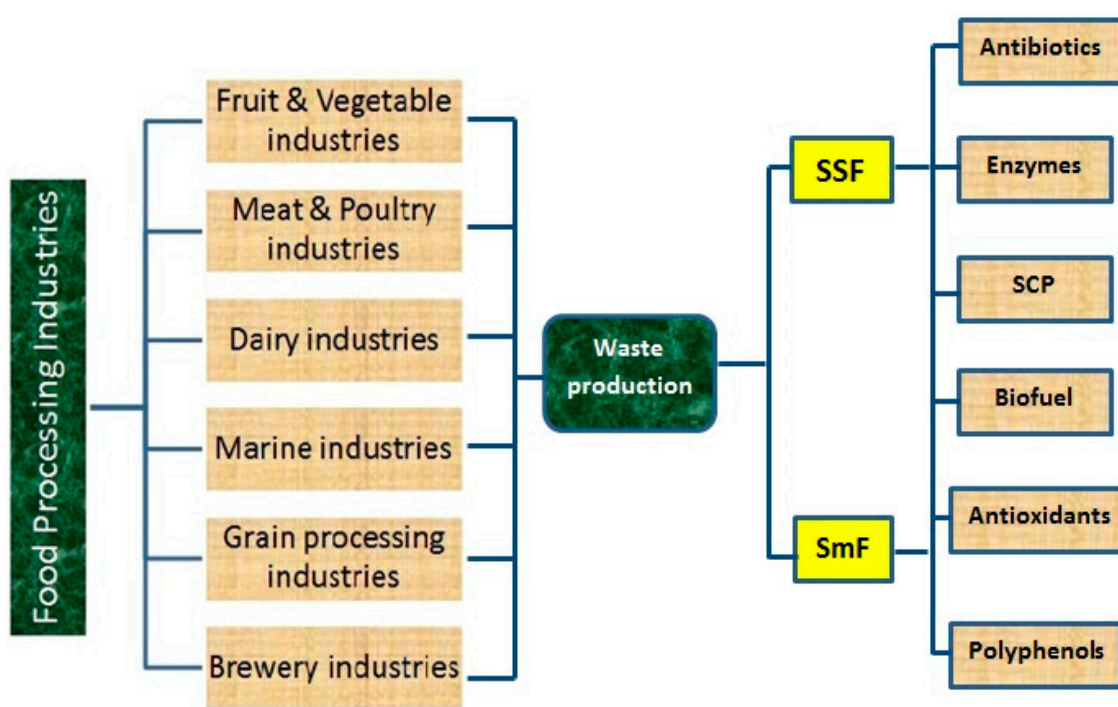 Food Processing Industries
Fruit & Vegetable
industries
Meat & Poultry
industries
Dairy industries
Marine industries
Grain processing
industries
Brewery industries
Waste
production
SSF
SmF
Antibiotics
Enzymes
SCP
Biofuel
Antioxidants
Polyphenols